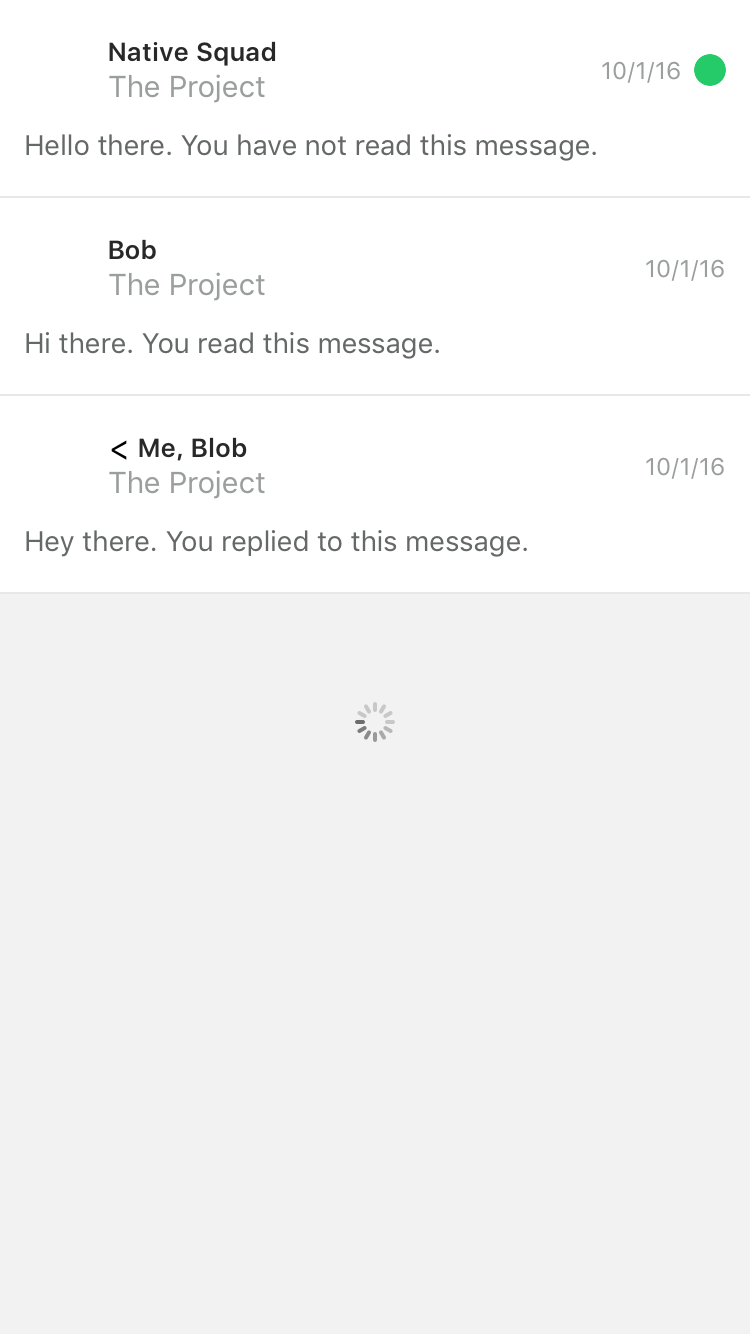 Native Squad
The Project
10/1/16
Hello there. You have not read this message.
Bob
The Project
10/1/16
Hi there. You read this message.
< Me, Blob
The Project
10/1/16
Hey there. You replied to this message.